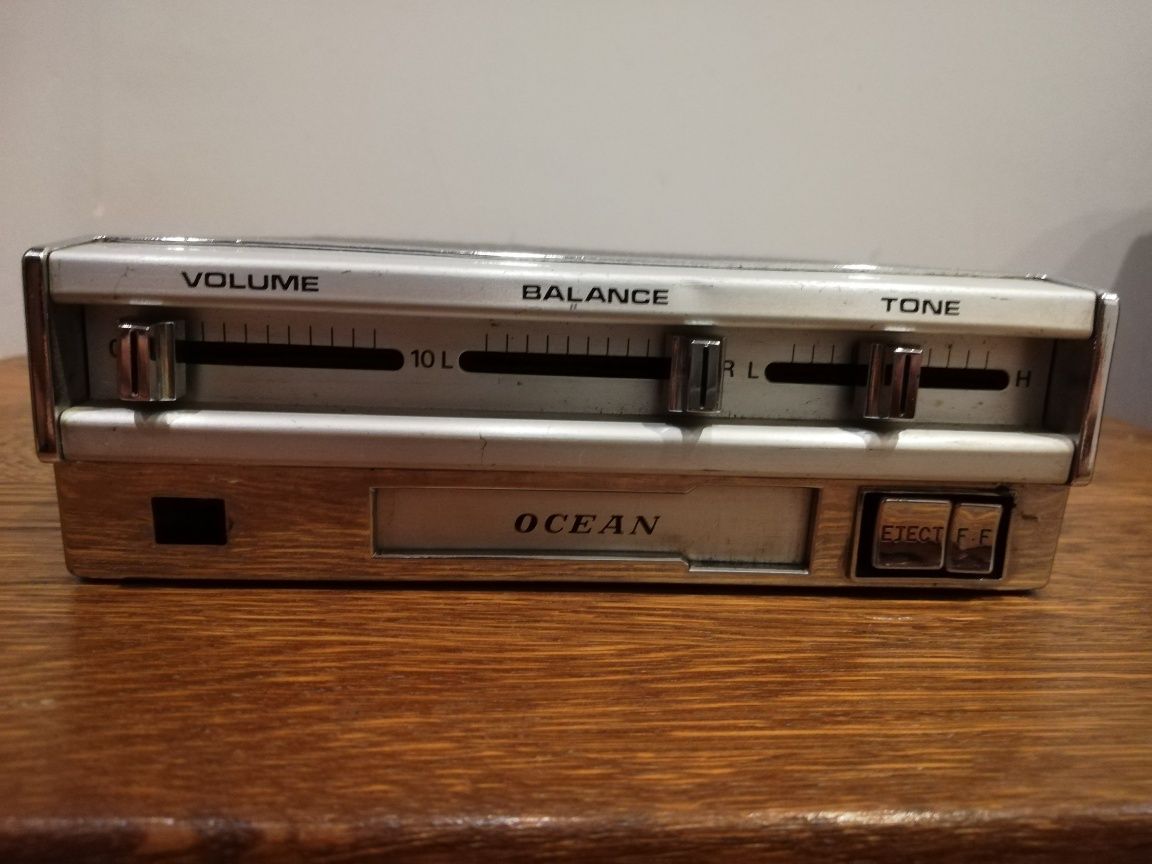 VOLUME BALANCE TONE
10 L R L H
OCEAN
EJECT F.F